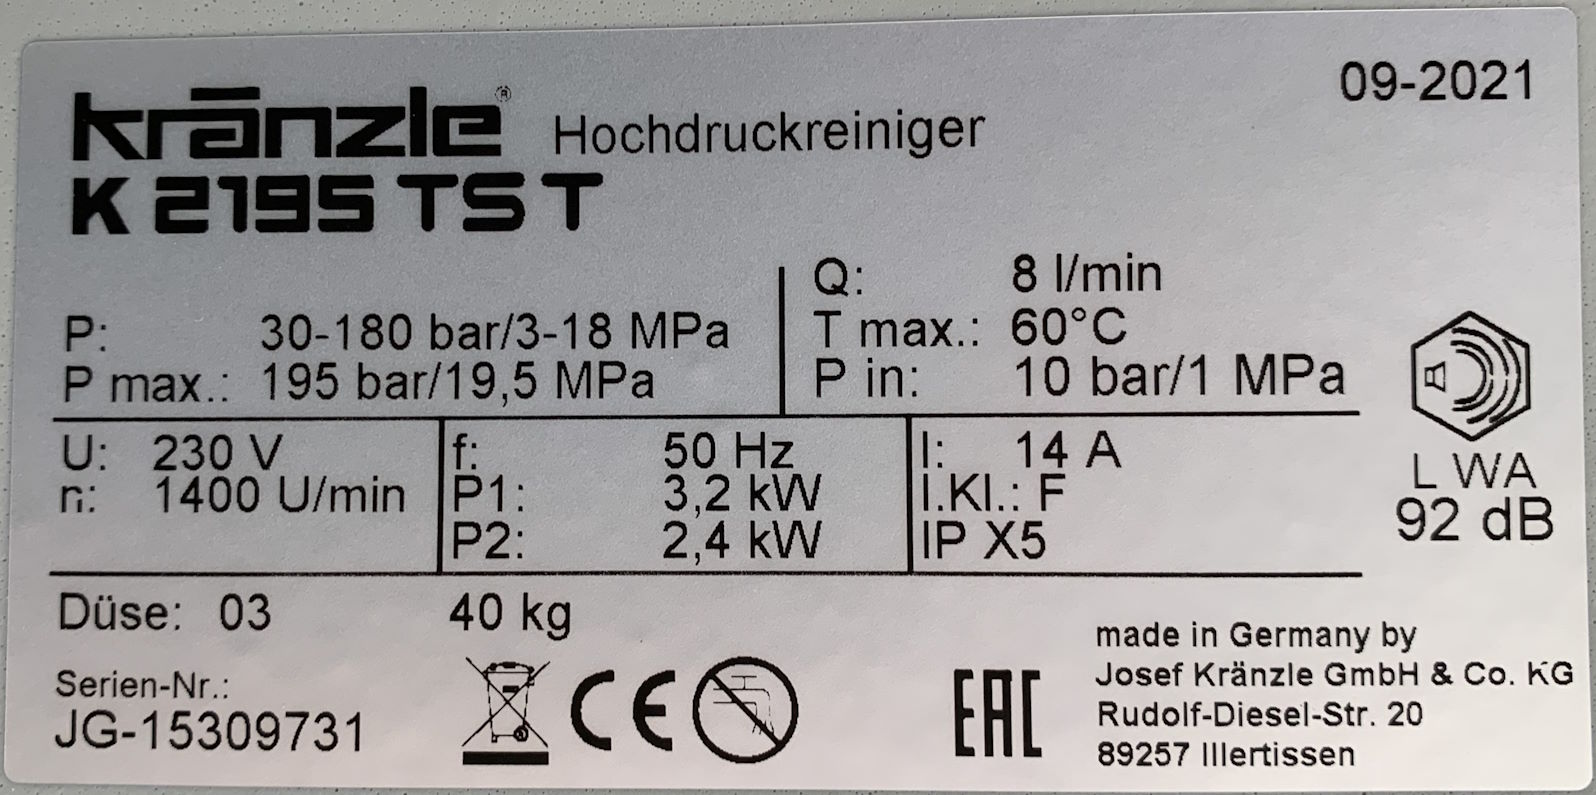 09-2021
kränzle® Hochdruckreiniger
K 2195 TS T
P: 30-180 bar/3-18 MPa
P max.: 195 bar/19,5 MPa
Q: 8 l/min
T max.: 60°C
P in: 10 bar/1 MPa
U: 230 V
n: 1400 U/min
f: 50 Hz
P1: 3,2 kW
P2: 2,4 kW
I: 14 A
I.Kl.: F
IP X5
L WA
92 dB
Düse: 03 40 kg
Serien-Nr.:
JG-15309731
CE
EAC
made in Germany by
Josef Kränzle GmbH & Co. KG
Rudolf-Diesel-Str. 20
89257 Illertissen